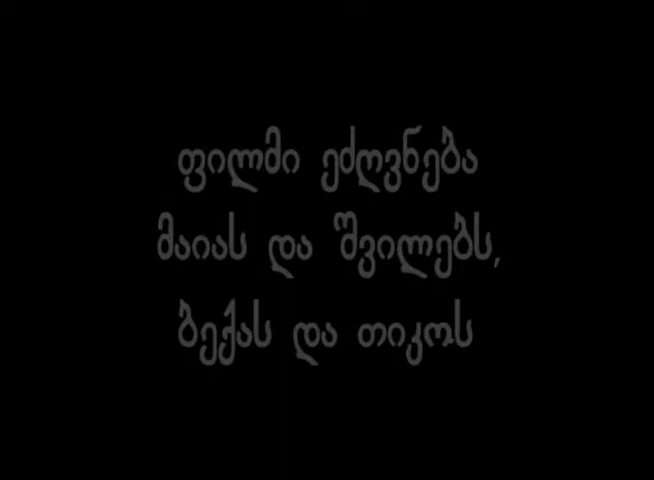 ფილმი ეძღვნება
მაიას და შვილებს,
ბექას და თიკოს